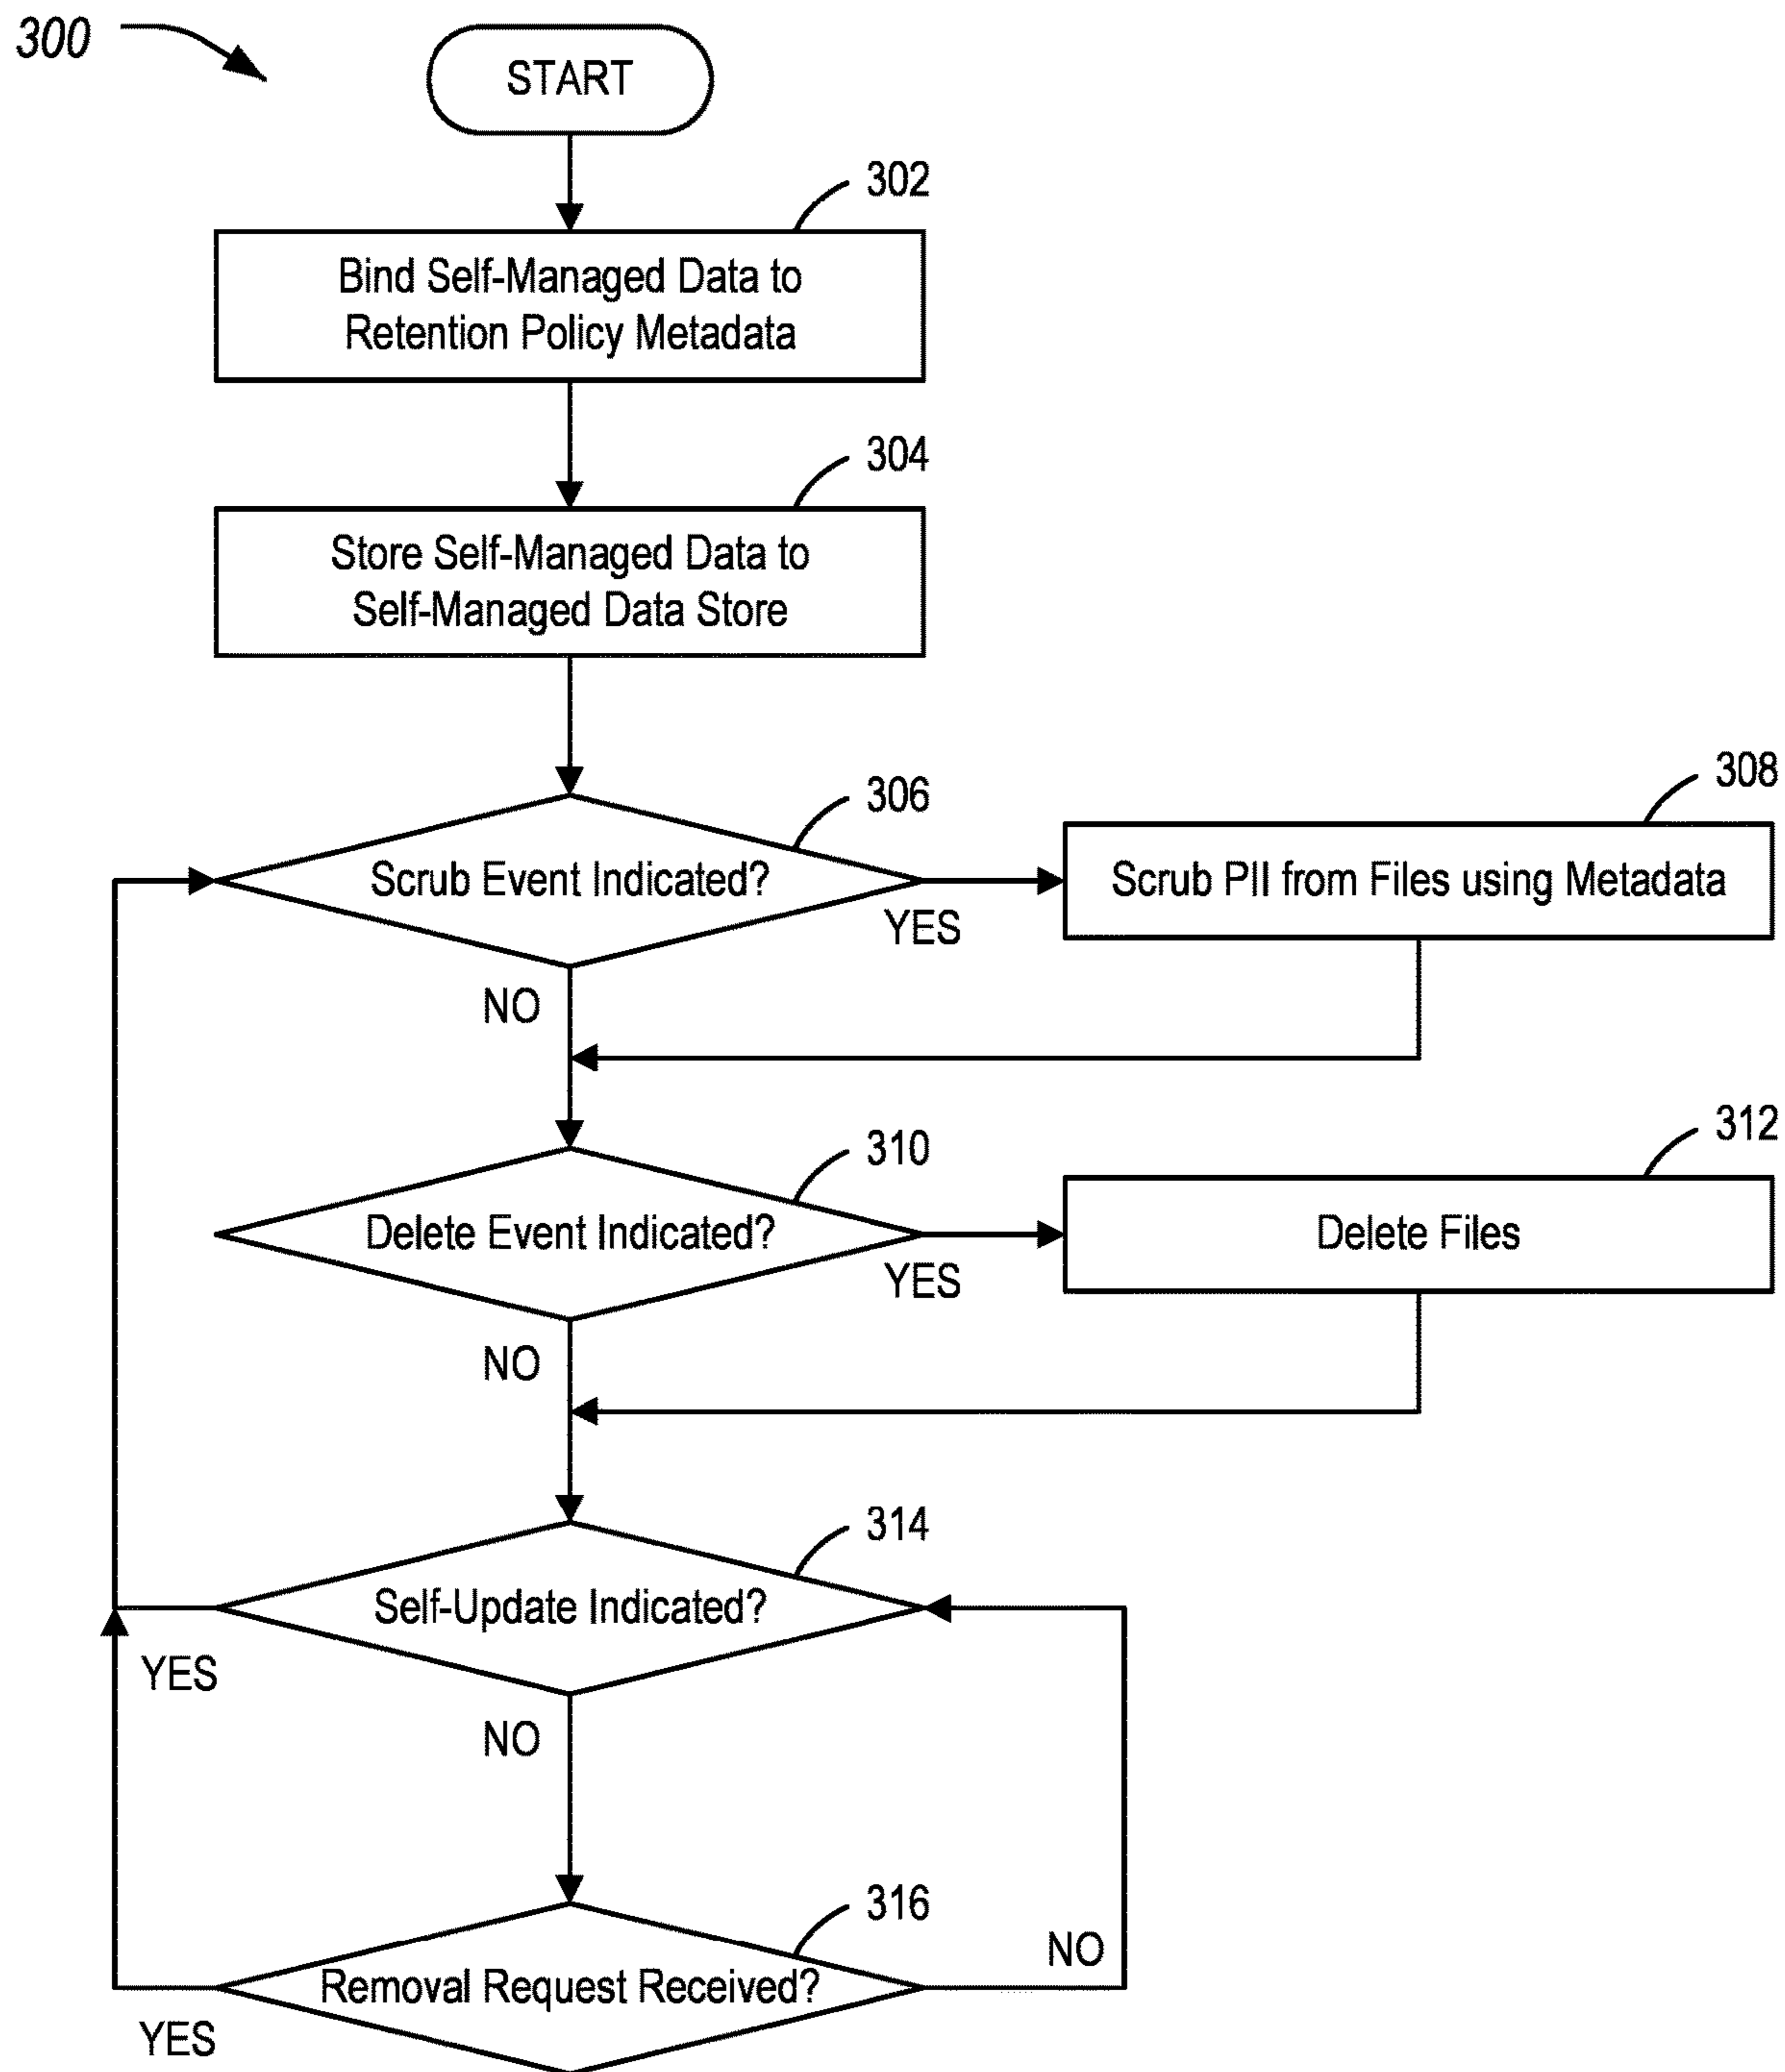 300
START
302
Bind Self-Managed Data to
Retention Policy Metadata
304
Store Self-Managed Data to
Self-Managed Data Store
306
Scrub Event Indicated?
YES
NO
308
Scrub PII from Files using Metadata
310
Delete Event Indicated?
YES
NO
312
Delete Files
314
Self-Update Indicated?
YES
NO
316
Removal Request Received?
NO
YES